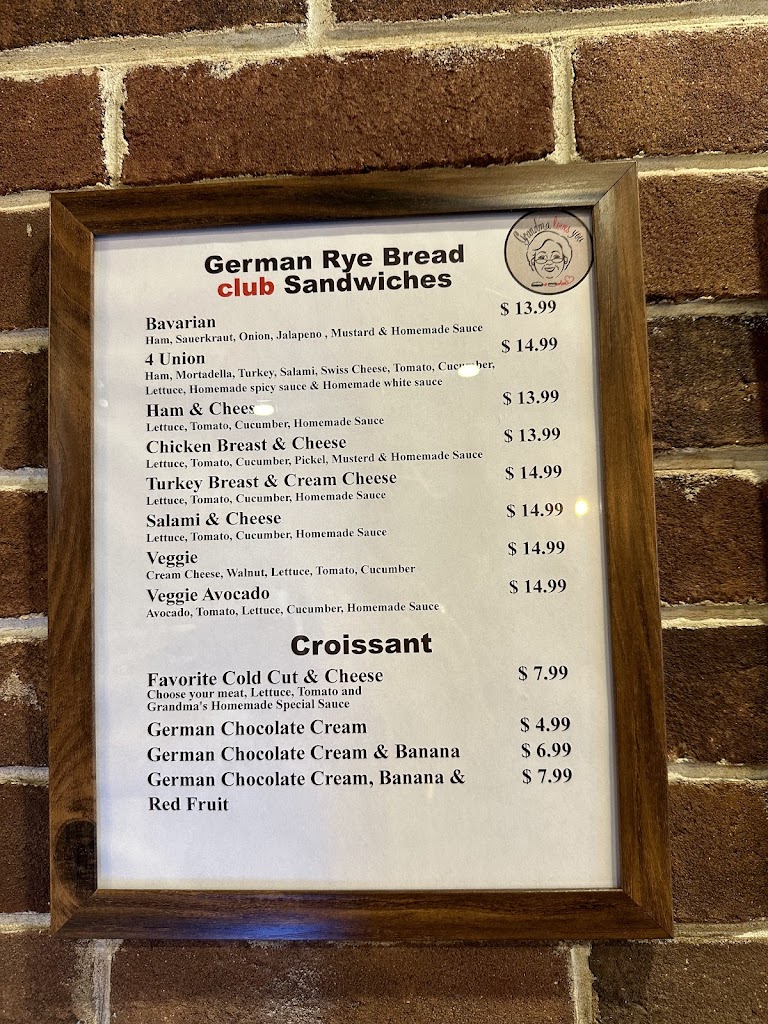 Grandma loves you
German Rye Bread
club Sandwiches
Bavarian $ 13.99
Ham, Sauerkraut, Onion, Jalapeno , Mustard & Homemade Sauce
4 Union $ 14.99
Ham, Mortadella, Turkey, Salami, Swiss Cheese, Tomato, Cucumber,
Lettuce, Homemade spicy sauce & Homemade white sauce
Ham & Cheese $ 13.99
Lettuce, Tomato, Cucumber, Homemade Sauce
Chicken Breast & Cheese $ 13.99
Lettuce, Tomato, Cucumber, Pickel, Musterd & Homemade Sauce
Turkey Breast & Cream Cheese $ 14.99
Lettuce, Tomato, Cucumber, Homemade Sauce
Salami & Cheese $ 14.99
Lettuce, Tomato, Cucumber, Homemade Sauce
Veggie $ 14.99
Cream Cheese, Walnut, Lettuce, Tomato, Cucumber
Veggie Avocado $ 14.99
Avocado, Tomato, Lettuce, Cucumber, Homemade Sauce
Croissant
Favorite Cold Cut & Cheese $ 7.99
Choose your meat, Lettuce, Tomato and
Grandma's Homemade Special Sauce
German Chocolate Cream $ 4.99
German Chocolate Cream & Banana $ 6.99
German Chocolate Cream, Banana & $ 7.99
Red Fruit